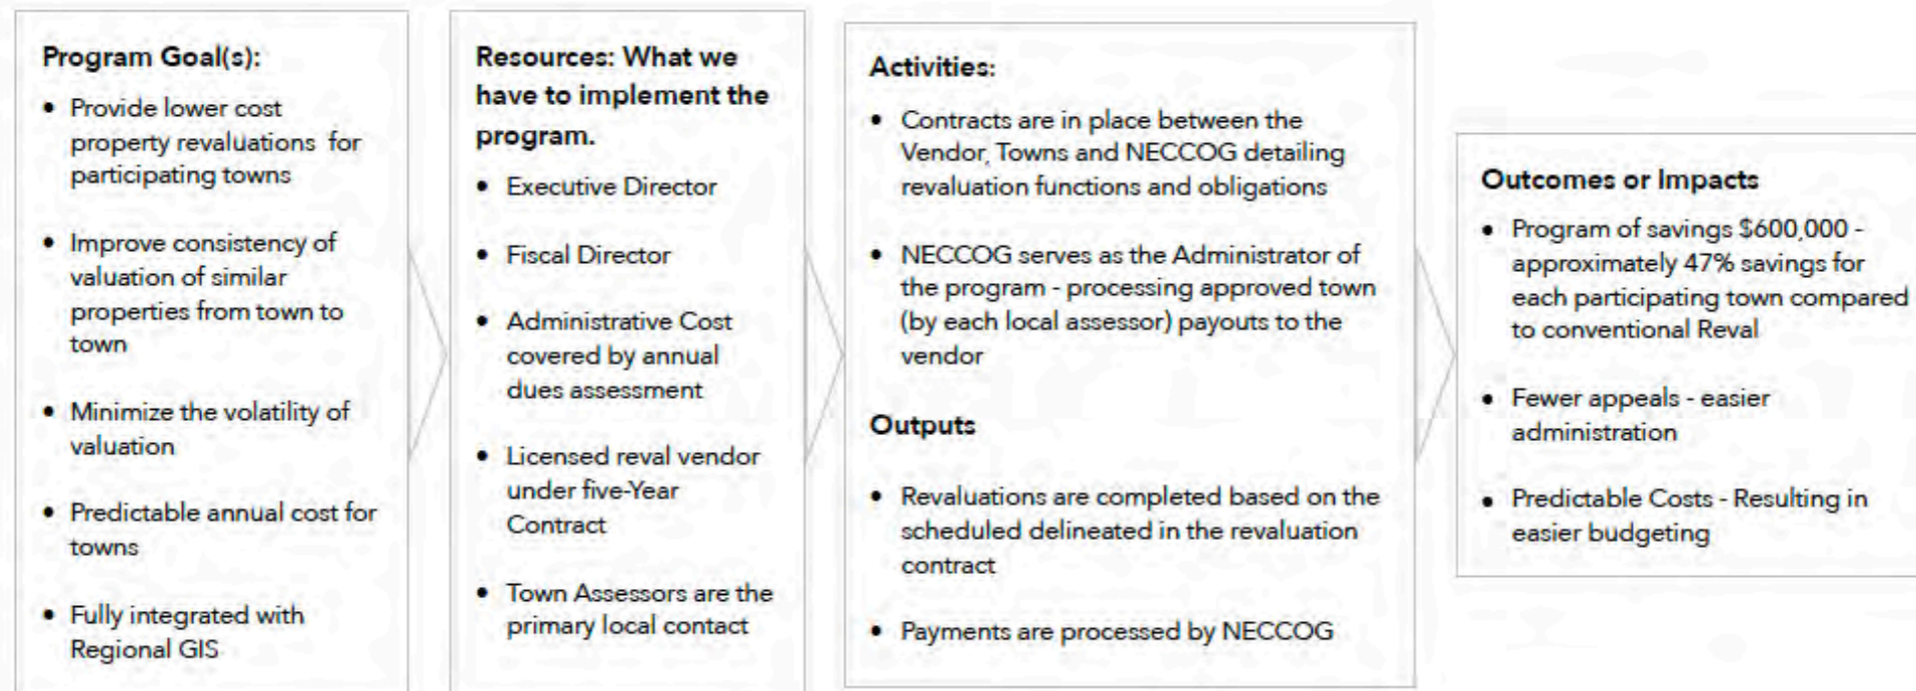 Program Goal(s):
• Provide lower cost
property revaluations for
participating towns
• Improve consistency of
valuation of similar
properties from town to
town
• Minimize the volatility of
valuation
• Predictable annual cost for
towns
• Fully integrated with
Regional GIS
Resources: What we
have to implement the
program.
• Executive Director
• Fiscal Director
• Administrative Cost
covered by annual
dues assessment
• Licensed reval vendor
under five-Year
Contract
• Town Assessors are the
primary local contact
Activities:
• Contracts are in place between the
Vendor, Towns and NECCOG detailing
revaluation functions and obligations
• NECCOG serves as the Administrator of
the program - processing approved town
(by each local assessor) payouts to the
vendor
Outputs
• Revaluations are completed based on the
scheduled delineated in the revaluation
contract
• Payments are processed by NECCOG
Outcomes or Impacts
• Program of savings $600,000 -
approximately 47% savings for
each participating town compared
to conventional Reval
• Fewer appeals - easier
administration
• Predictable Costs - Resulting in
easier budgeting